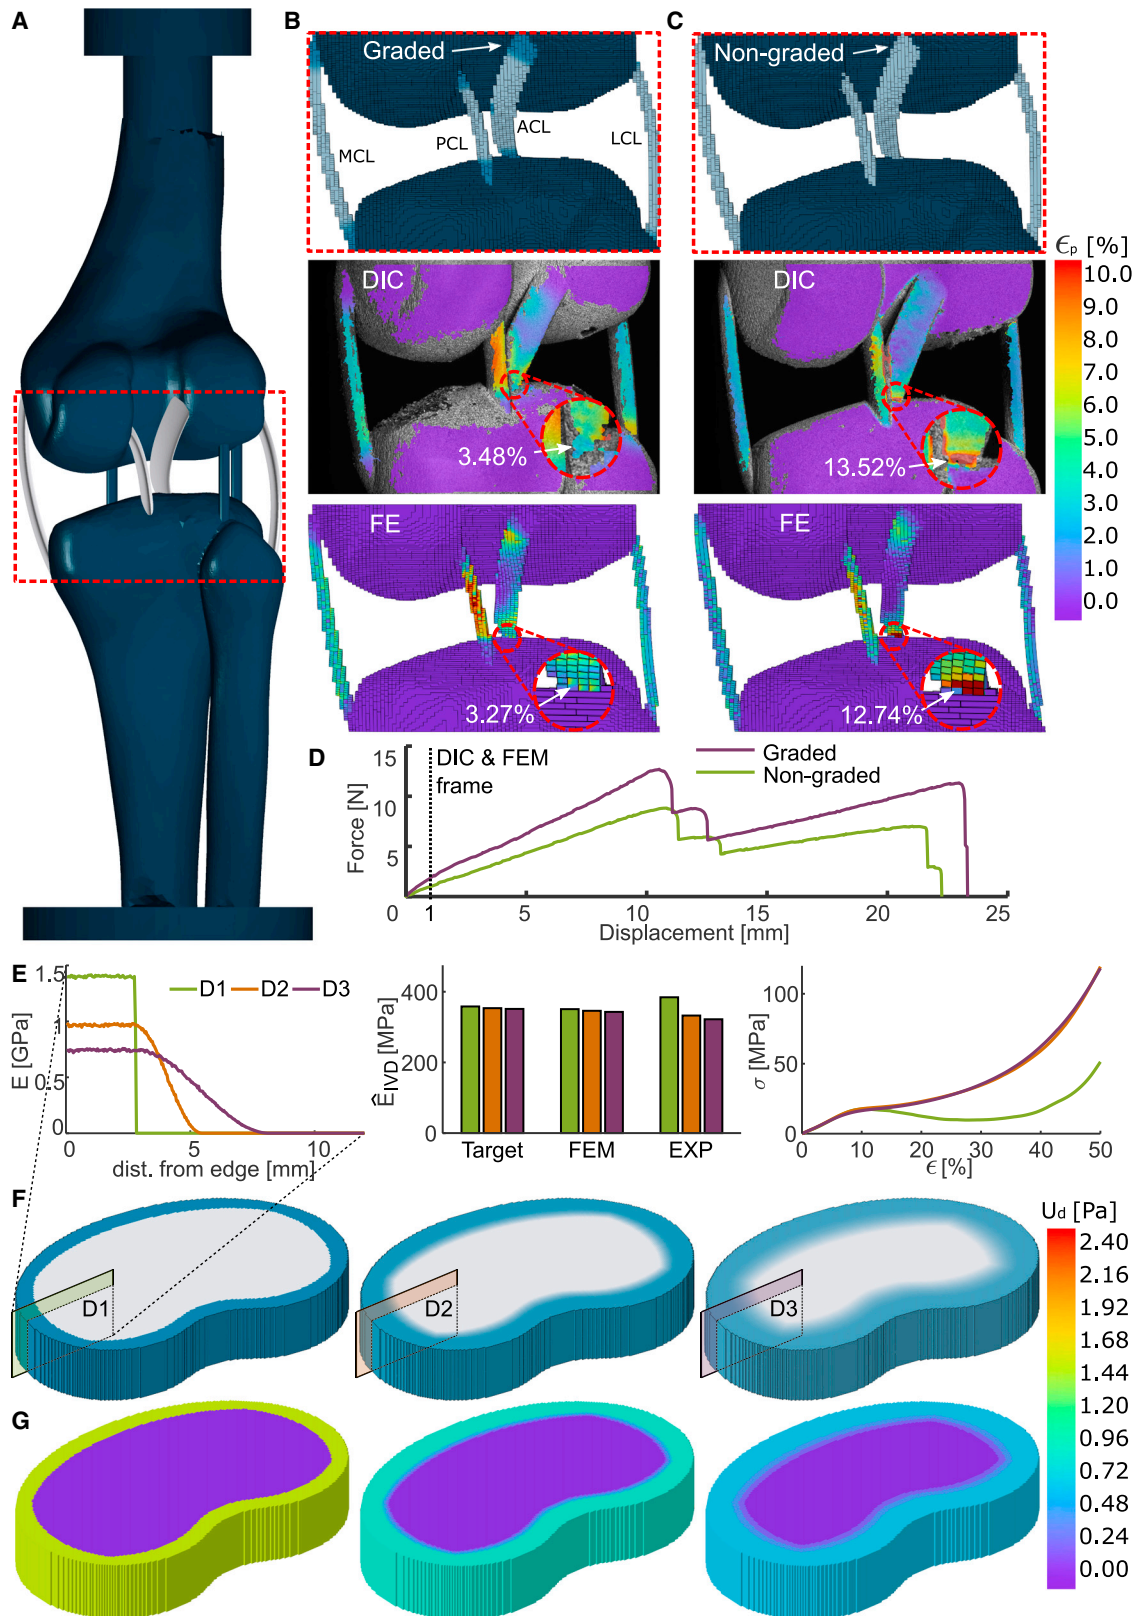 A
B
C
Graded
Non-graded
MCL
PCL
ACL
LCL
ϵp [%]
10.0
9.0
8.0
7.0
6.0
5.0
4.0
3.0
2.0
1.0
0.0
DIC
3.48%
DIC
13.52%
FE
3.27%
FE
12.74%
D
15
10
5
0
Force [N]
DIC & FEM
frame
Graded
Non-graded
1
5
10
15
20
25
Displacement [mm]
E
1.5
1
0.5
0
E [GPa]
D1
D2
D3
0
5
10
dist. from edge [mm]
400
200
0
ÊIVD [MPa]
Target
FEM
EXP
100
50
0
σ [MPa]
0
10
20
30
40
50
ϵ [%]
F
D1
D2
D3
Ud [Pa]
2.40
2.16
1.92
1.68
1.44
1.20
0.96
0.72
0.48
0.24
0.00
G